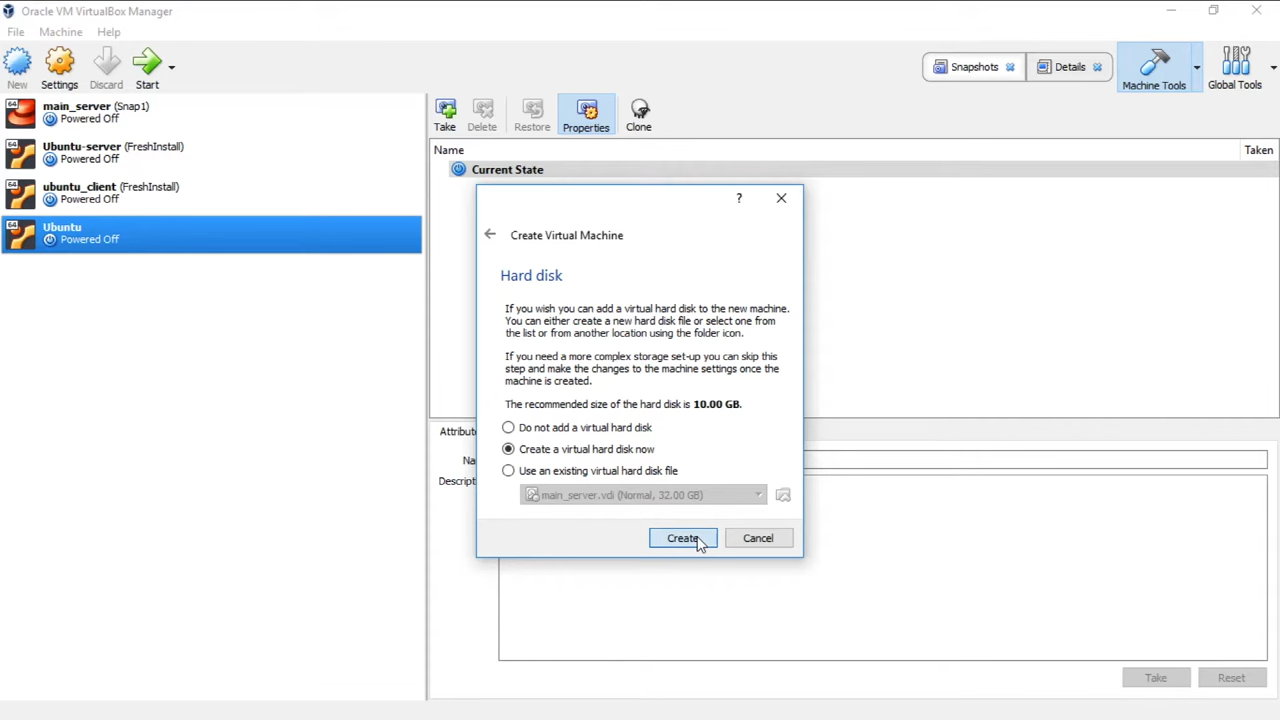 Oracle VM VirtualBox Manager
File Machine Help
New Settings Discard Start
Snapshots Details Machine Tools Global Tools
64 main_server (Snap1)
Powered Off
64 Ubuntu-server (FreshInstall)
Powered Off
64 ubuntu_client (FreshInstall)
Powered Off
64 Ubuntu
Powered Off
Take Delete Restore Properties Clone
Name Taken
Current State
?
Create Virtual Machine
Hard disk
If you wish you can add a virtual hard disk to the new machine.
You can either create a new hard disk file or select one from
the list or from another location using the folder icon.
If you need a more complex storage set-up you can skip this
step and make the changes to the machine settings once the
machine is created.
The recommended size of the hard disk is 10.00 GB.
Do not add a virtual hard disk
Create a virtual hard disk now
Use an existing virtual hard disk file
main_server.vdi (Normal, 32.00 GB)
Create Cancel
Attribut
Na
Descript
Take Reset